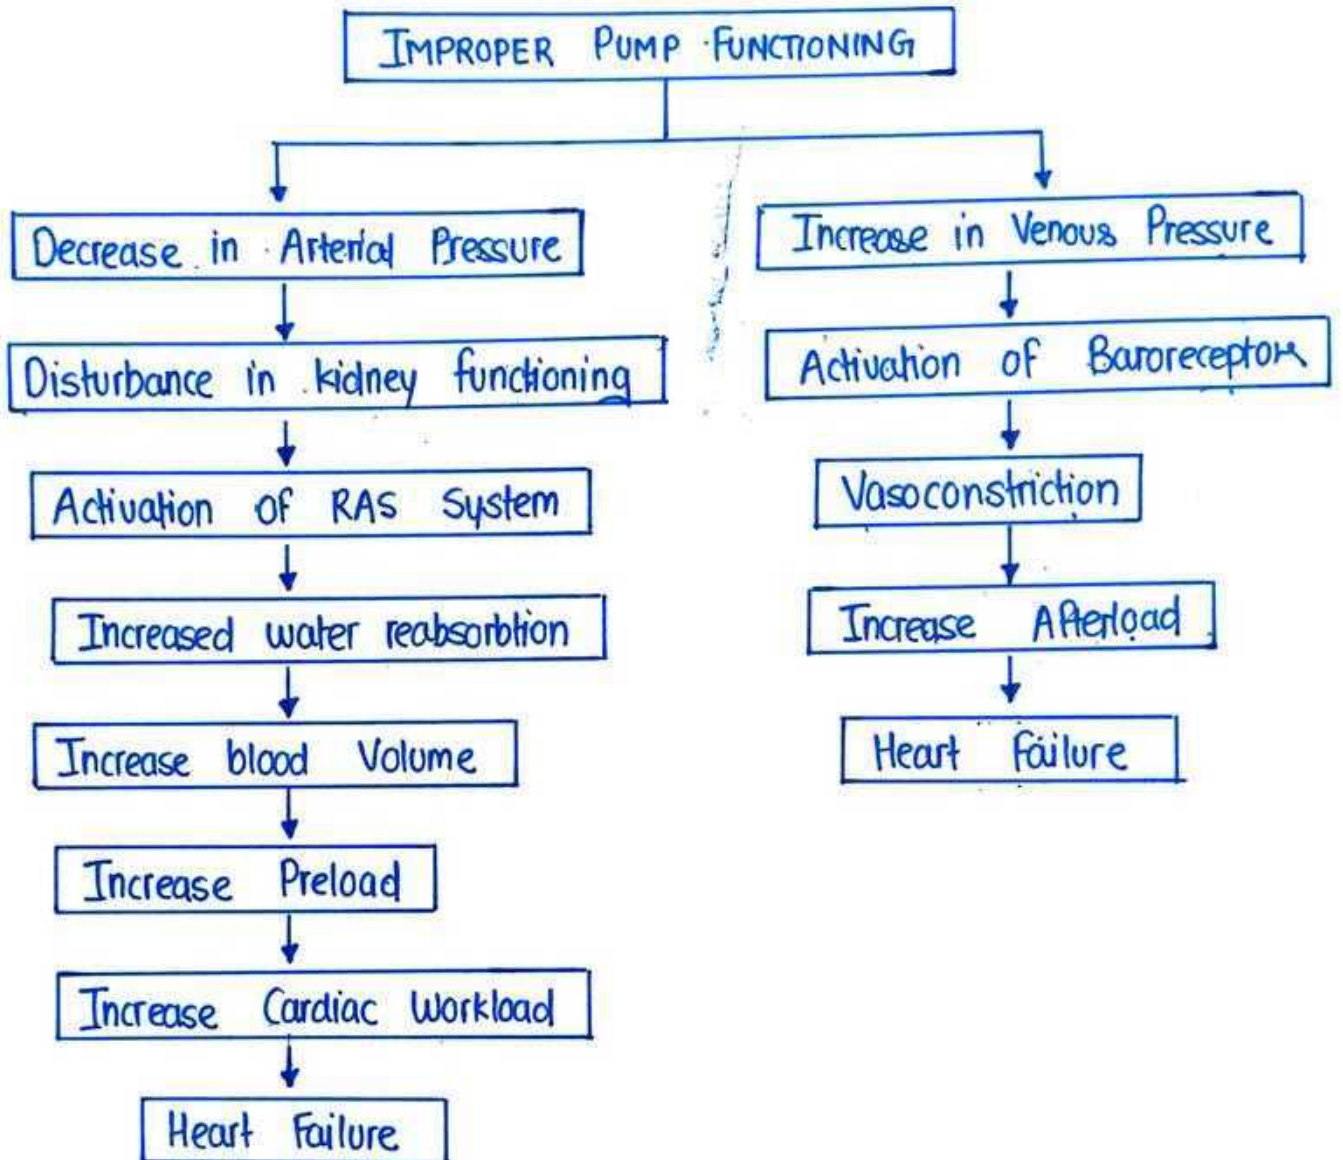 IMPROPER PUMP FUNCTIONING
Decrease in Arterial Pressure
Disturbance in kidney functioning
Activation of RAS System
Increased water reabsorbtion
Increase blood Volume
Increase Preload
Increase Cardiac Workload
Heart Failure
Increase in Venous Pressure
Activation of Baroreceptors
Vasoconstriction
Increase Afterload
Heart Failure